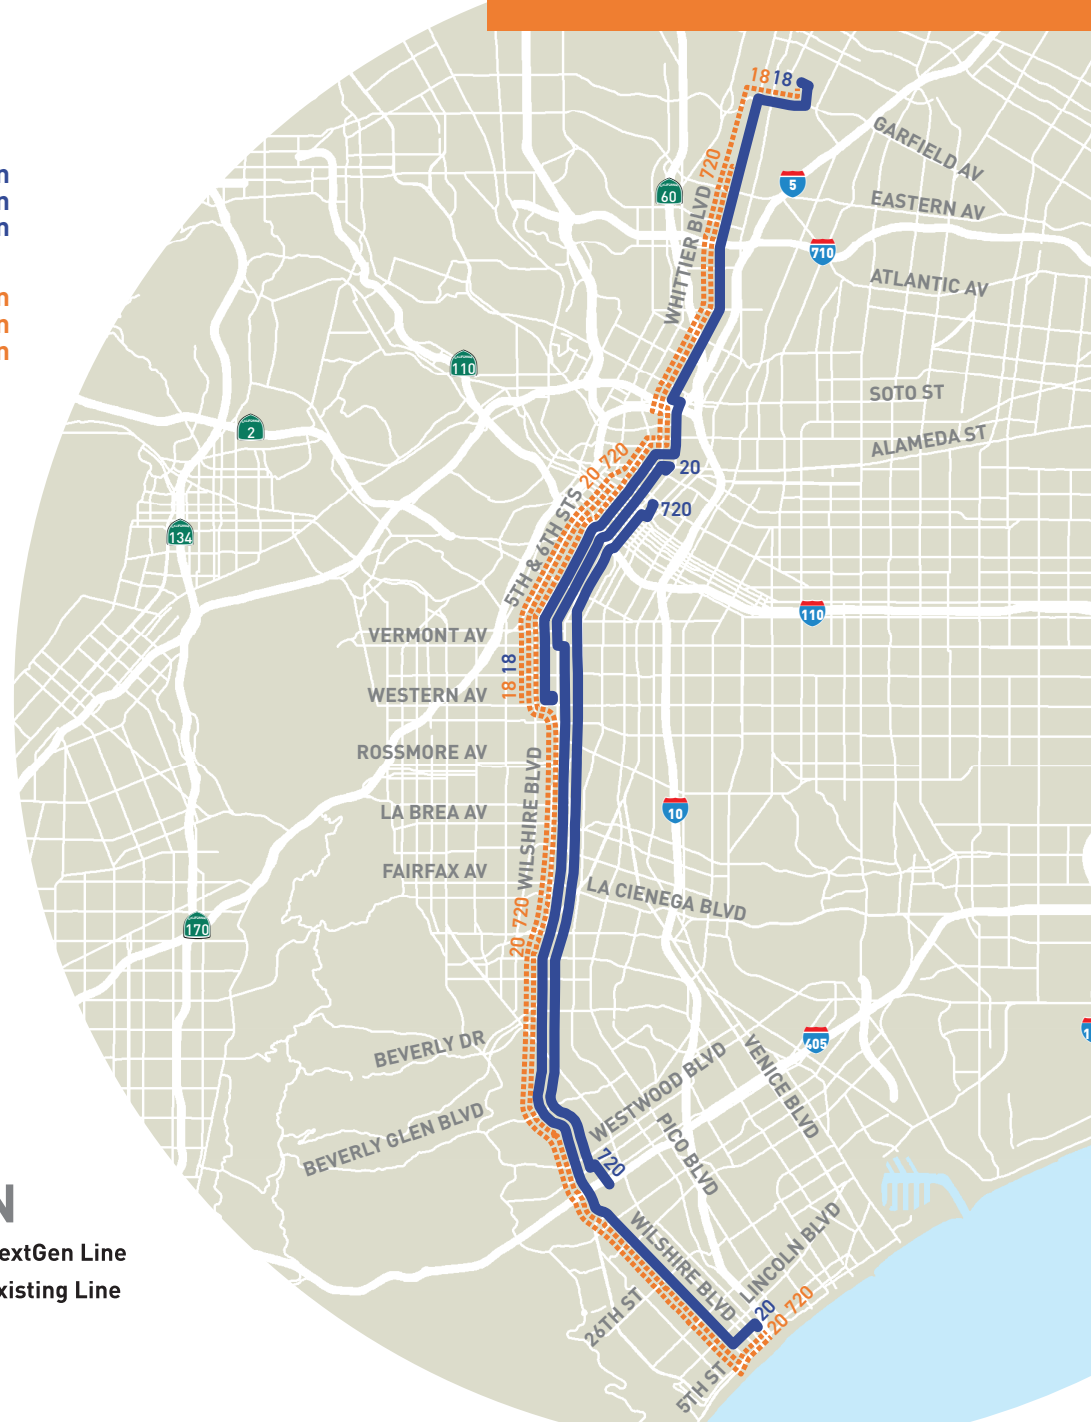 18 18
GARFIELD AV
5
60
WHITTIER BLVD 720
EASTERN AV
710
ATLANTIC AV
110
SOTO ST
2
ALAMEDA ST
20 720
20
720
134
5TH & 6TH STS
110
VERMONT AV
18 18
WESTERN AV
ROSSMORE AV
WILSHIRE BLVD
LA BREA AV
10
FAIRFAX AV
LA CIENEGA BLVD
20 720
170
BEVERLY DR
405
WESTWOOD BLVD
VENICE BLVD
BEVERLY GLEN BLVD
PICO BLVD
720
N
extGen Line
xisting Line
WILSHIRE BLVD
LINCOLN BLVD
26TH ST
20
20 720
5TH ST
n
n
n
n
n
n